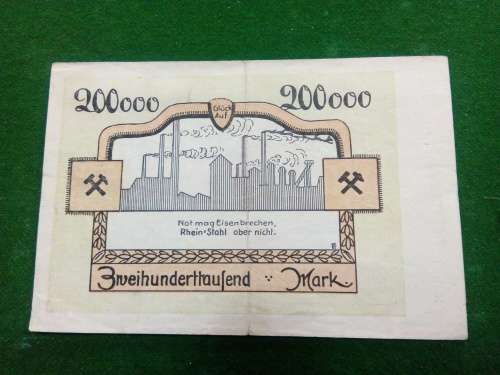 200000 200000
Glück
Auf
Not mag Eisen brechen,
Rhein-Stahl aber nicht.
Zweihunderttausend Mark.